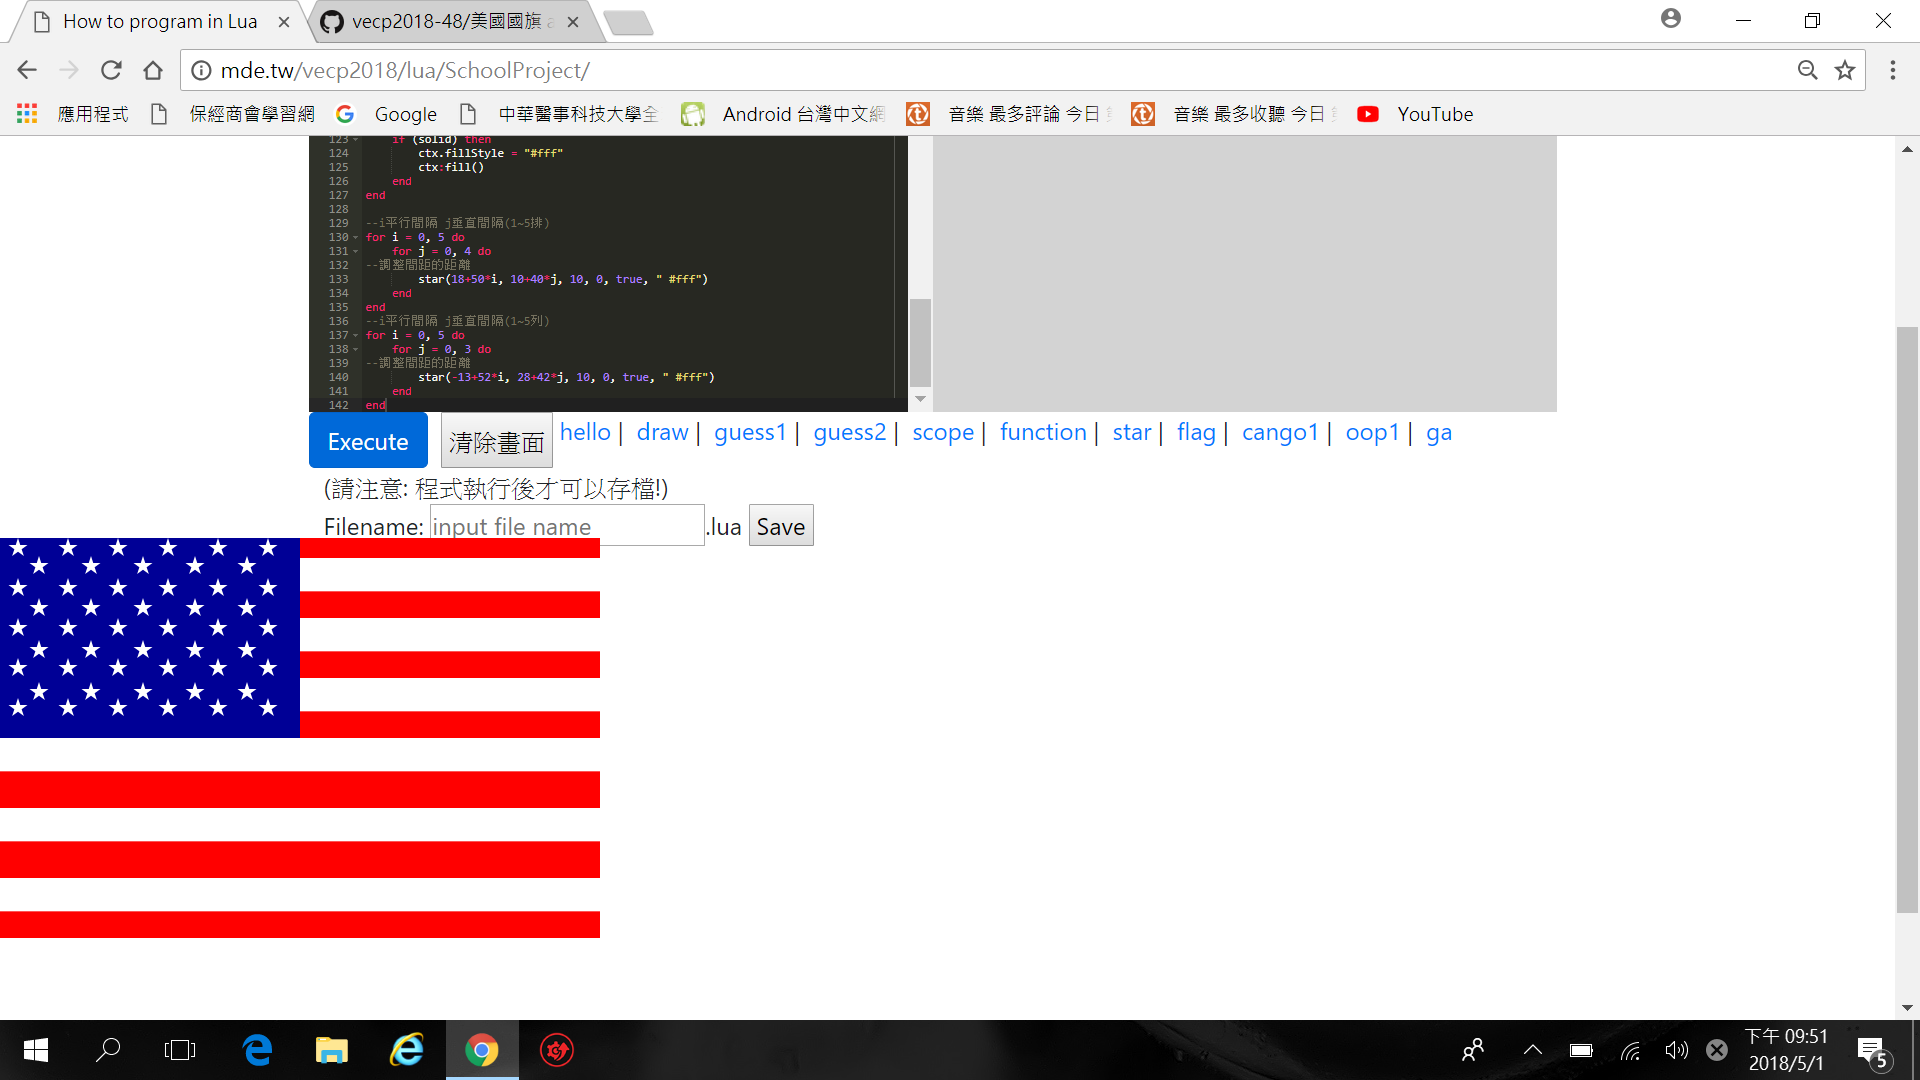 How to program in Lua
vecp2018-48/美國國旗
mde.tw/vecp2018/lua/SchoolProject/
應用程式 保經商會學習網 Google 中華醫事科技大學全 Android 台灣中文網 音樂 最多評論 今日 音樂 最多收聽 今日 YouTube
123 if (solid) then
124 ctx.fillStyle = "#fff"
125 ctx:fill()
126 end
127 end
128
129 --i平行間隔 j垂直間隔(1~5排)
130 for i = 0, 5 do
131 for j = 0, 4 do
132 --調整間距的距離
133 star(18+50*i, 10+40*j, 10, 0, true, " #fff")
134 end
135 end
136 --i平行間隔 j垂直間隔(1~5列)
137 for i = 0, 5 do
138 for j = 0, 3 do
139 --調整間距的距離
140 star(-13+52*i, 28+42*j, 10, 0, true, " #fff")
141 end
142 end
Execute 清除畫面 hello | draw | guess1 | guess2 | scope | function | star | flag | cango1 | oop1 | ga
(請注意: 程式執行後才可以存檔!)
Filename: input file name .lua Save
下午 09:51
2018/5/1
5